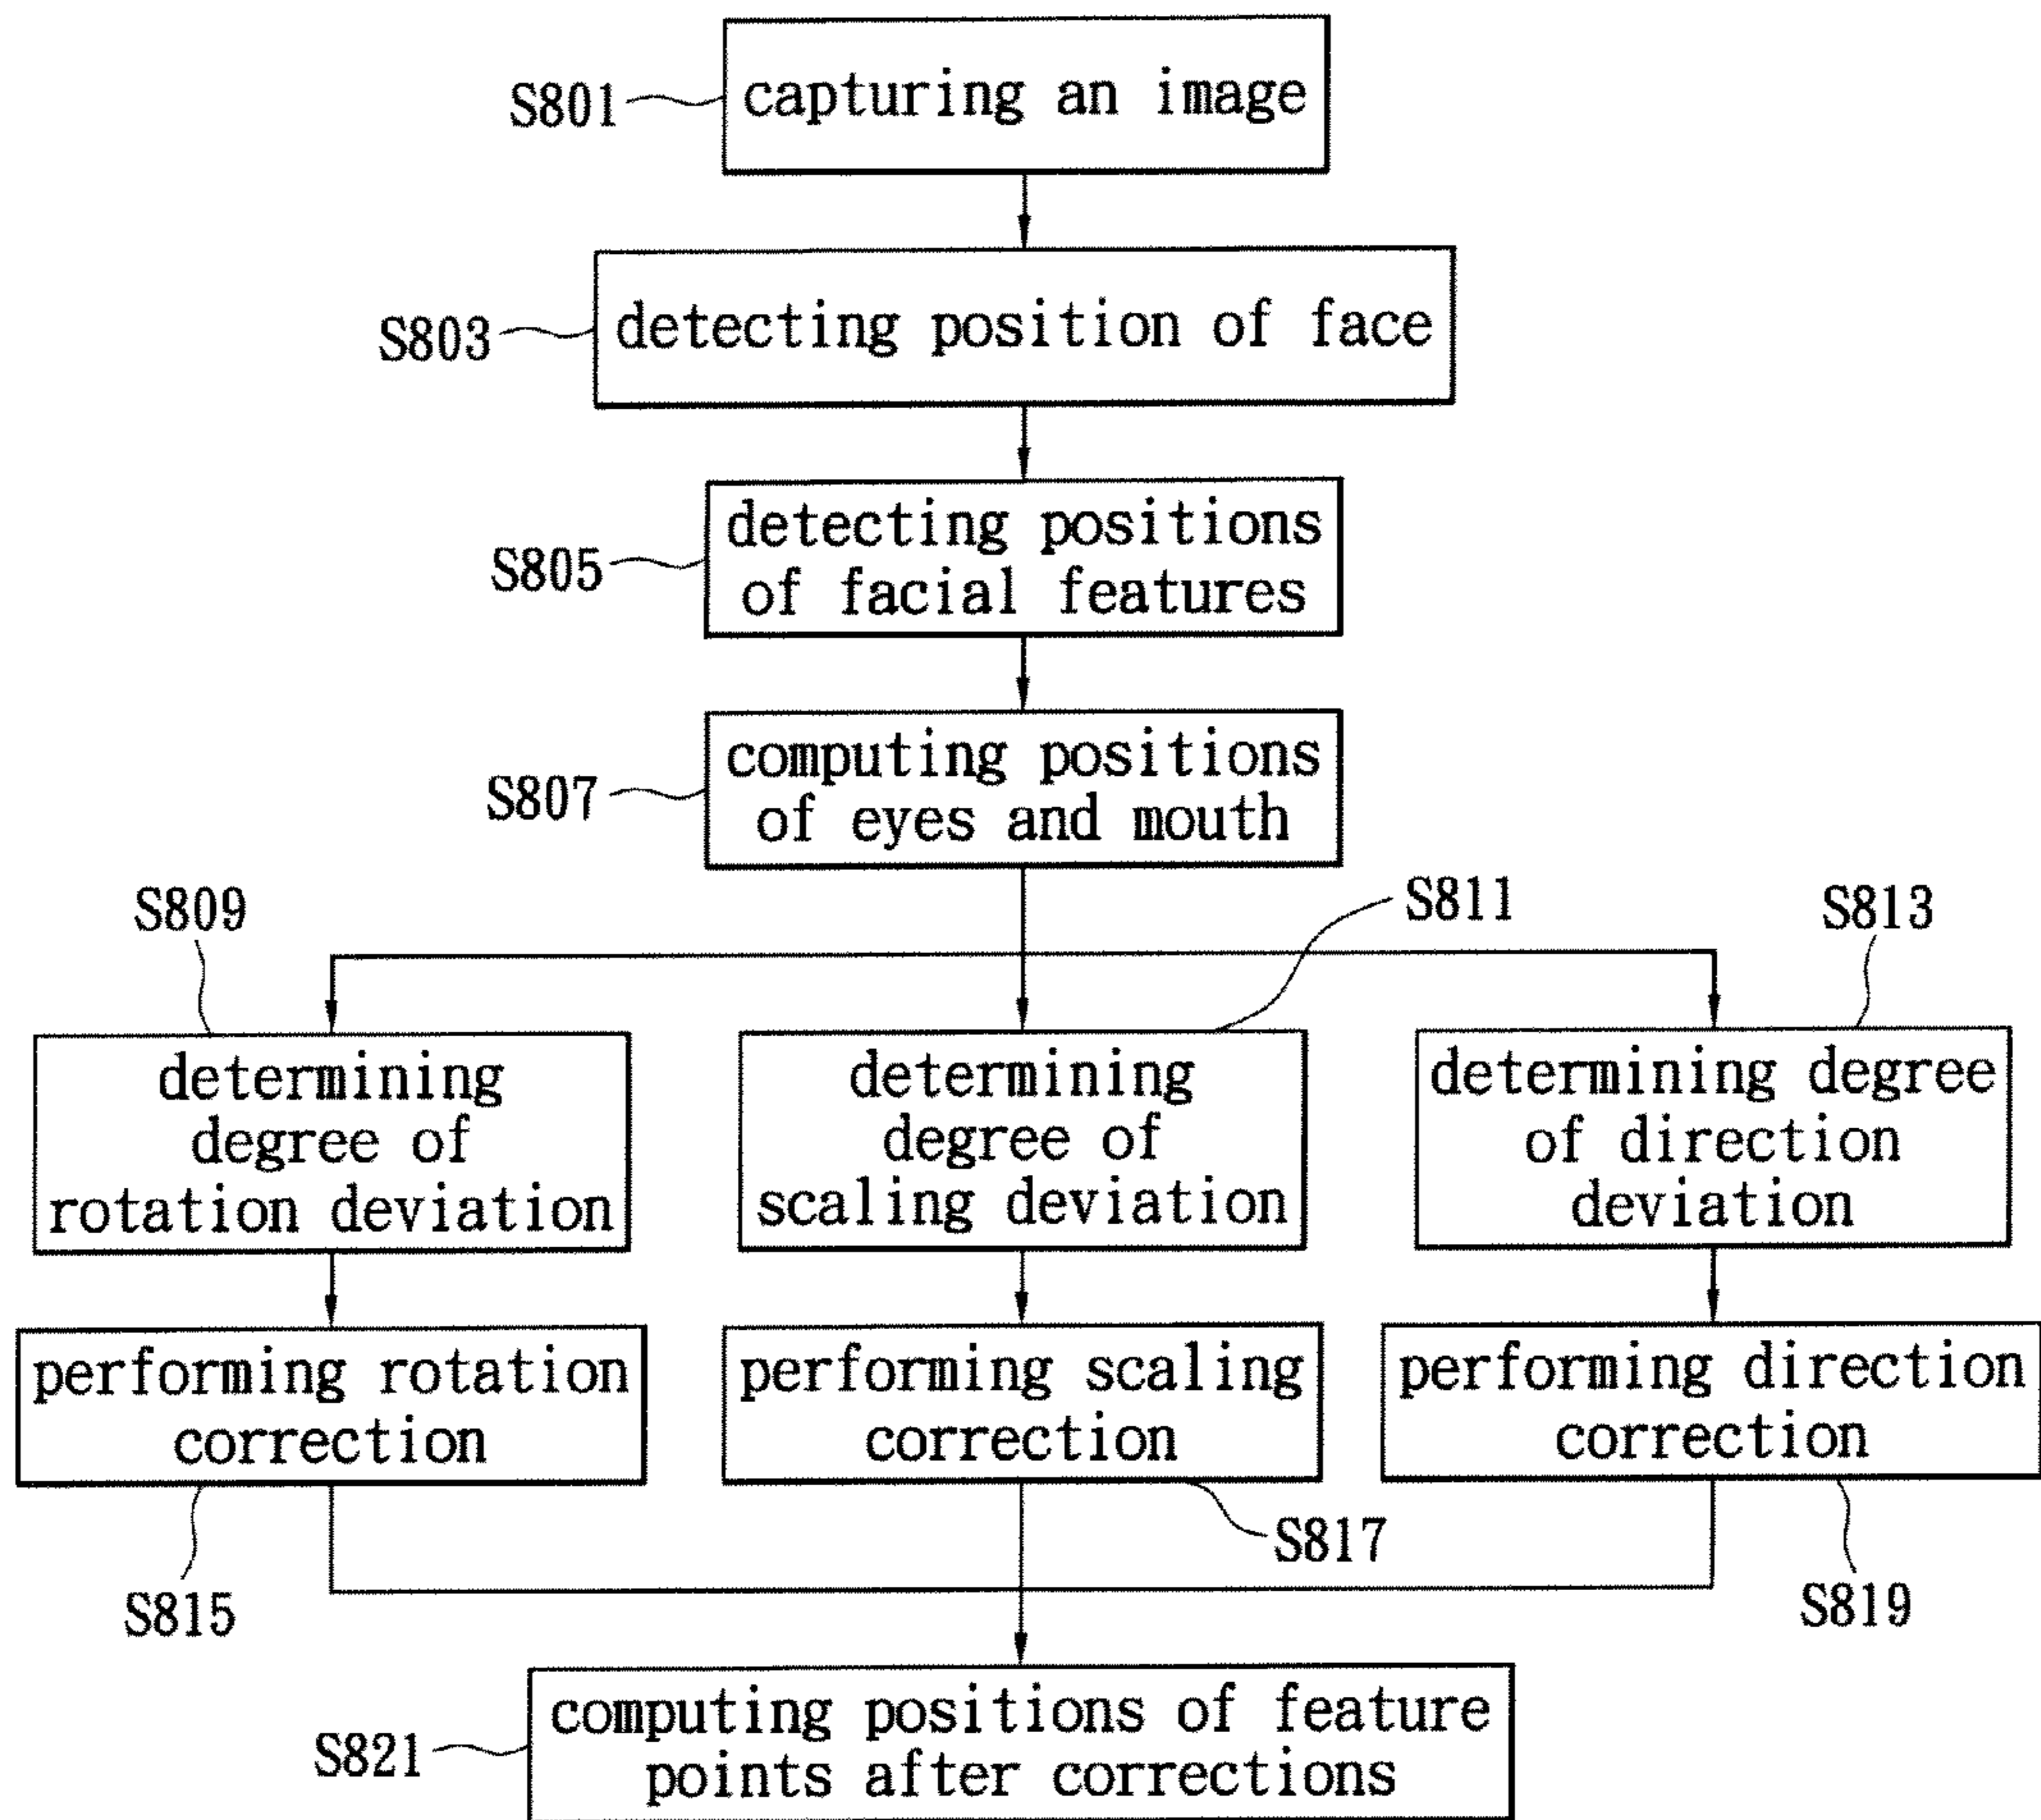 S801
capturing an image
S803
detecting position of face
S805
detecting positions
of facial features
S807
computing positions
of eyes and mouth
S809
S811
S813
determining
degree of
rotation deviation
determining
degree of
scaling deviation
determining degree
of direction
deviation
performing rotation
correction
performing scaling
correction
performing direction
correction
S815
S817
S819
S821
computing positions of feature
points after corrections